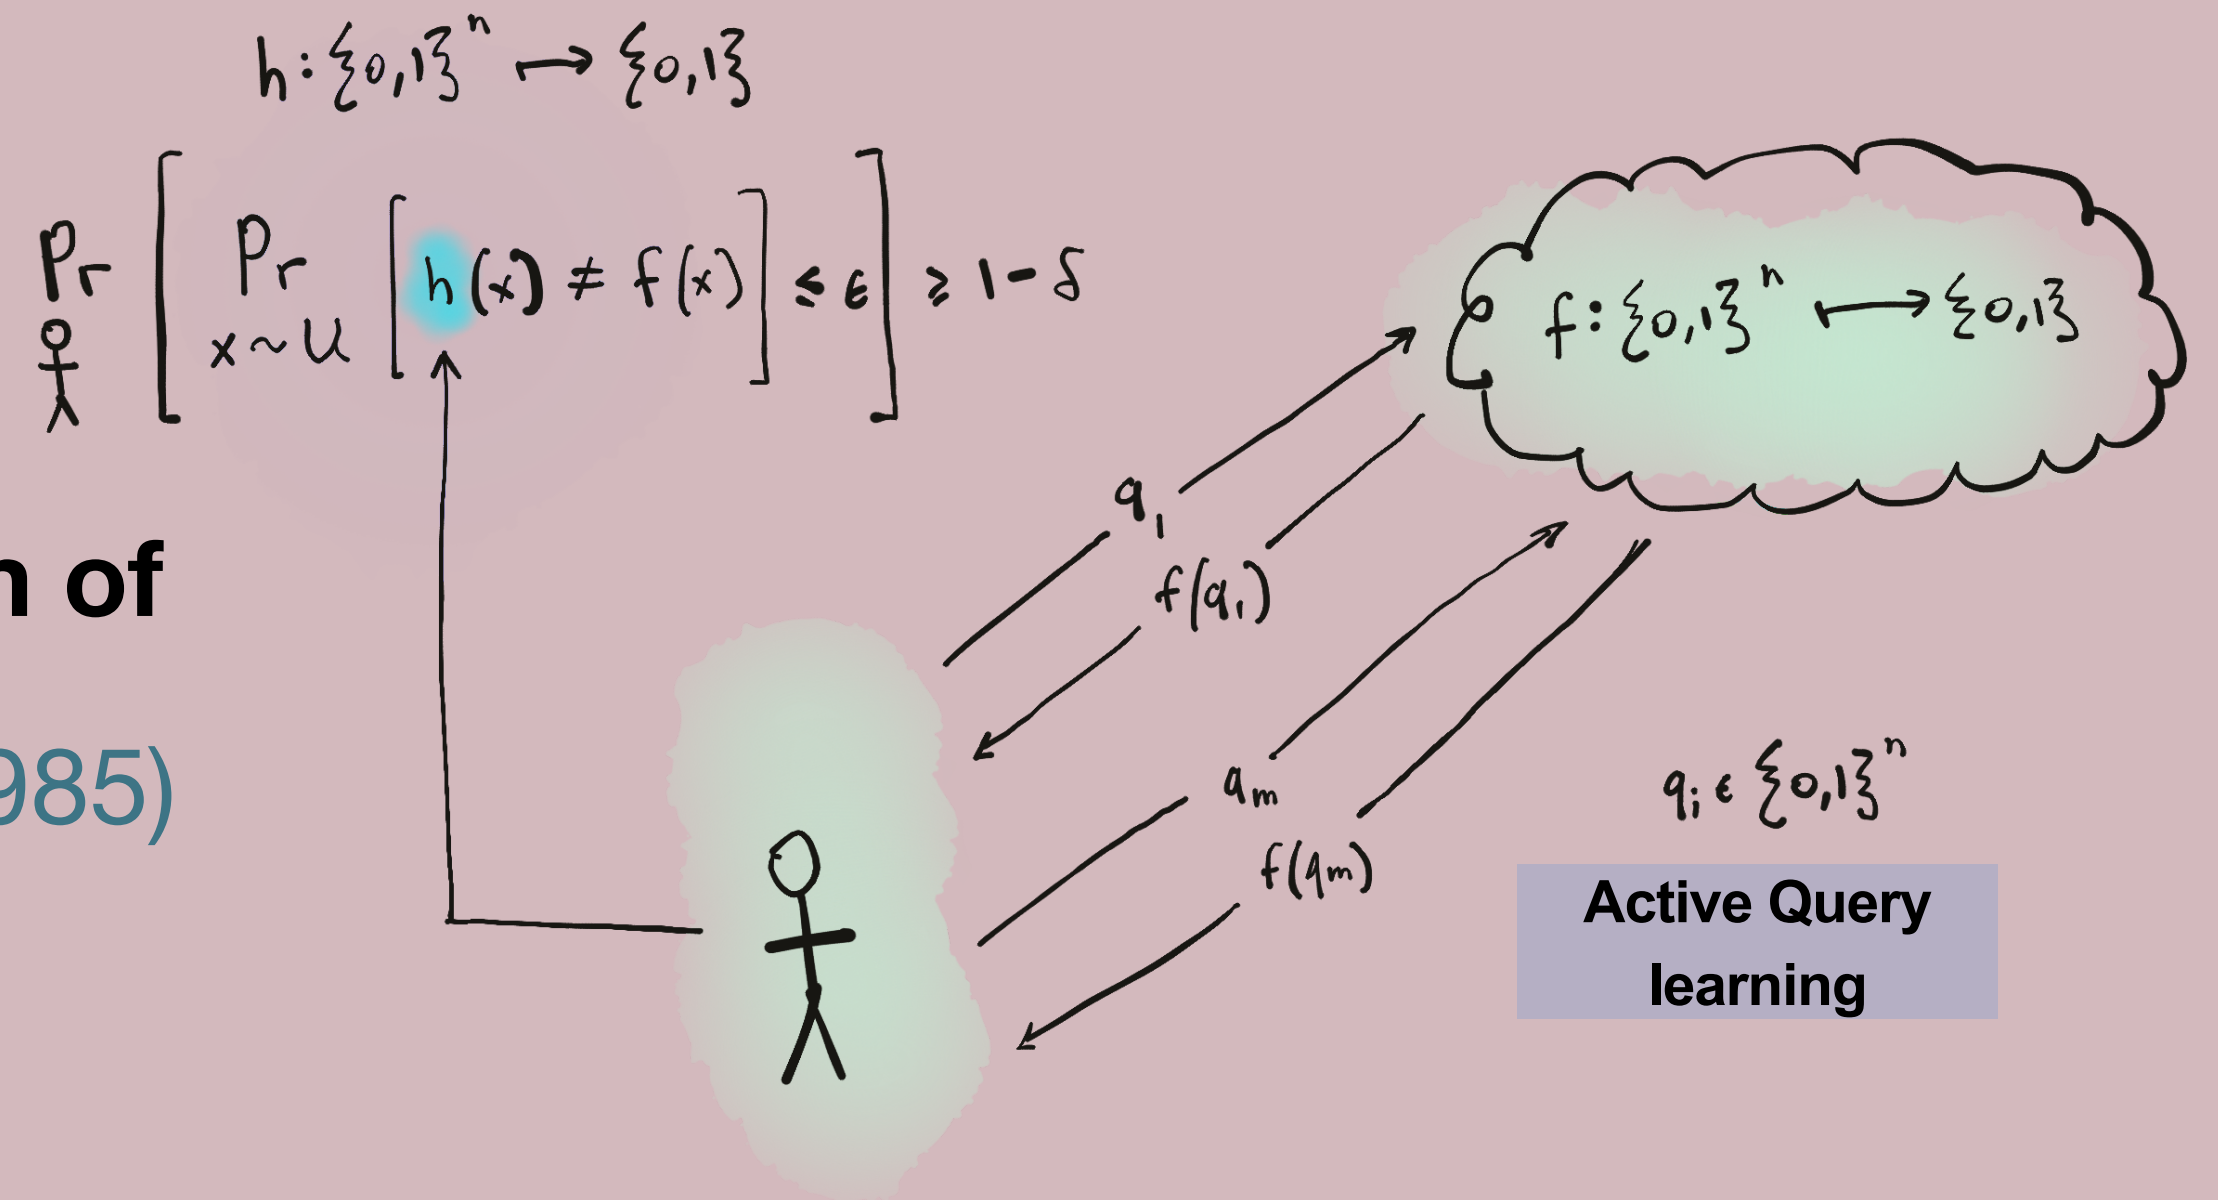 h: {0,1}ⁿ ↦ {0,1}
Pr [ Pr x~U [ h(x) ≠ f(x) ] ≤ ε ] ≥ 1-δ
f: {0,1}ⁿ ↦ {0,1}
q₁
n of
f(q₁)
985)
qₘ
qᵢ ∈ {0,1}ⁿ
f(qₘ)
Active Query
learning